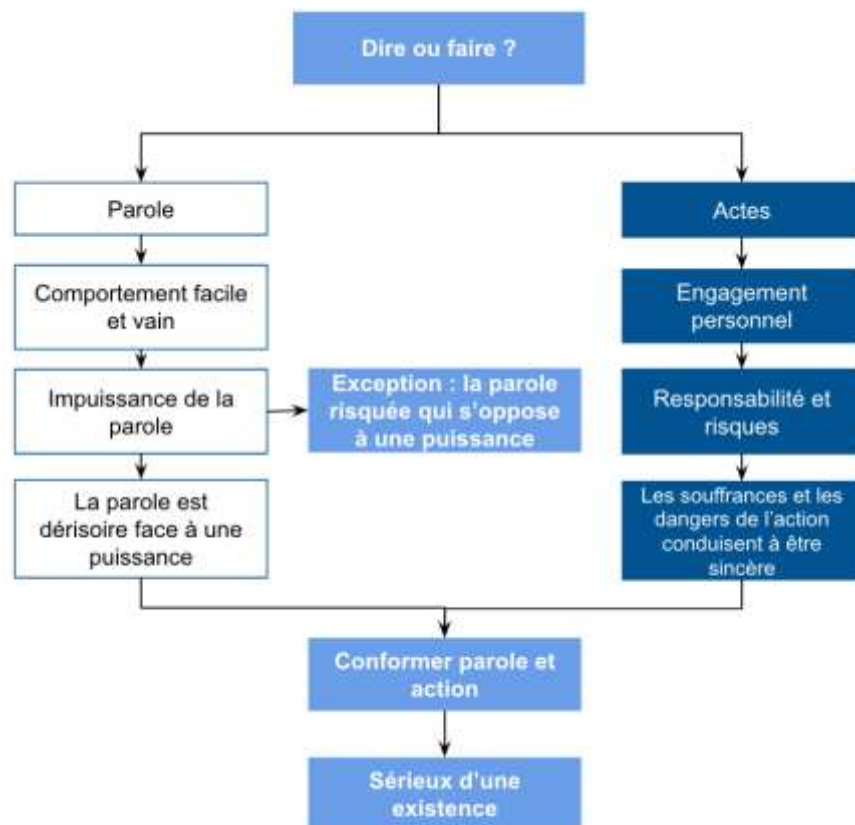 Dire ou faire ?
Parole
Comportement facile
et vain
Impuissance de la
parole
Exception : la parole
risquée qui s’oppose
à une puissance
La parole est
dérisoire face à une
puissance
Actes
Engagement
personnel
Responsabilité et
risques
Les souffrances et les
dangers de l’action
conduisent à être
sincère
Conformer parole et
action
Sérieux d’une
existence